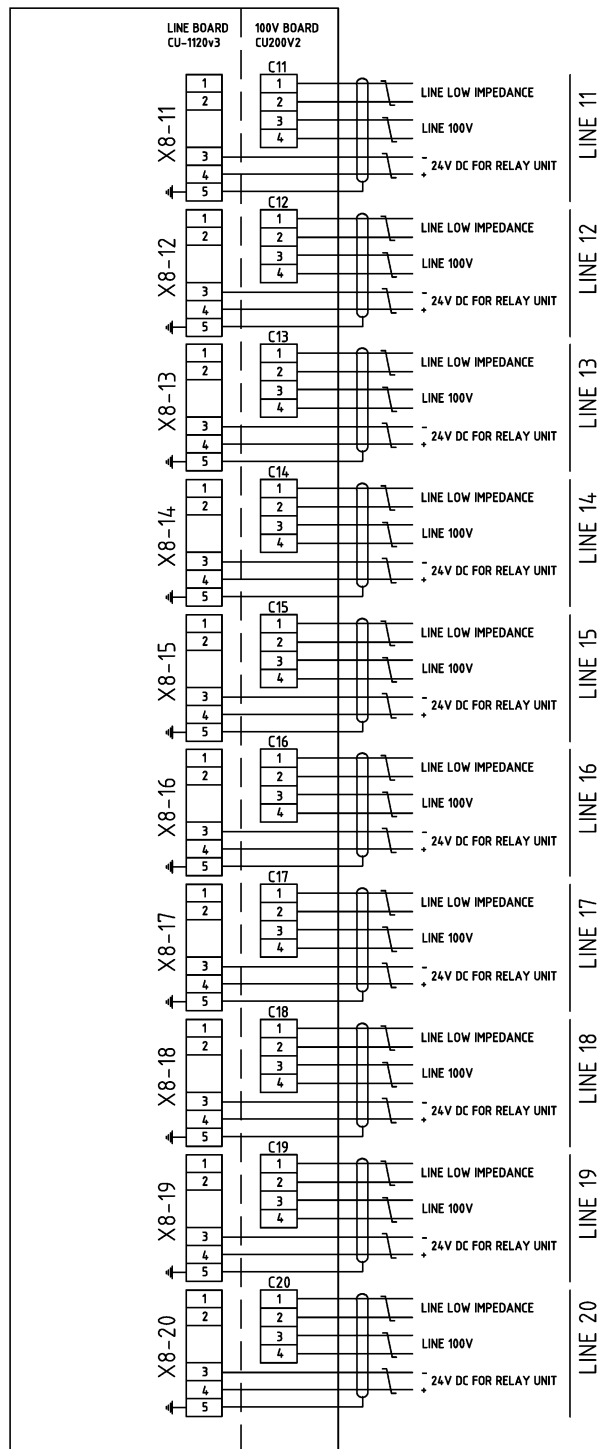 LINE BOARD
CU-1120v3
100V BOARD
CU200V2
X8-11
1
2
3
4
5
C11
1
2
3
4
LINE LOW IMPEDANCE
LINE 100V
-
+
24V DC FOR RELAY UNIT
LINE 11
X8-12
1
2
3
4
5
C12
1
2
3
4
LINE LOW IMPEDANCE
LINE 100V
-
+
24V DC FOR RELAY UNIT
LINE 12
X8-13
1
2
3
4
5
C13
1
2
3
4
LINE LOW IMPEDANCE
LINE 100V
-
+
24V DC FOR RELAY UNIT
LINE 13
X8-14
1
2
3
4
5
C14
1
2
3
4
LINE LOW IMPEDANCE
LINE 100V
-
+
24V DC FOR RELAY UNIT
LINE 14
X8-15
1
2
3
4
5
C15
1
2
3
4
LINE LOW IMPEDANCE
LINE 100V
-
+
24V DC FOR RELAY UNIT
LINE 15
X8-16
1
2
3
4
5
C16
1
2
3
4
LINE LOW IMPEDANCE
LINE 100V
-
+
24V DC FOR RELAY UNIT
LINE 16
X8-17
1
2
3
4
5
C17
1
2
3
4
LINE LOW IMPEDANCE
LINE 100V
-
+
24V DC FOR RELAY UNIT
LINE 17
X8-18
1
2
3
4
5
C18
1
2
3
4
LINE LOW IMPEDANCE
LINE 100V
-
+
24V DC FOR RELAY UNIT
LINE 18
X8-19
1
2
3
4
5
C19
1
2
3
4
LINE LOW IMPEDANCE
LINE 100V
-
+
24V DC FOR RELAY UNIT
LINE 19
X8-20
1
2
3
4
5
C20
1
2
3
4
LINE LOW IMPEDANCE
LINE 100V
-
+
24V DC FOR RELAY UNIT
LINE 20